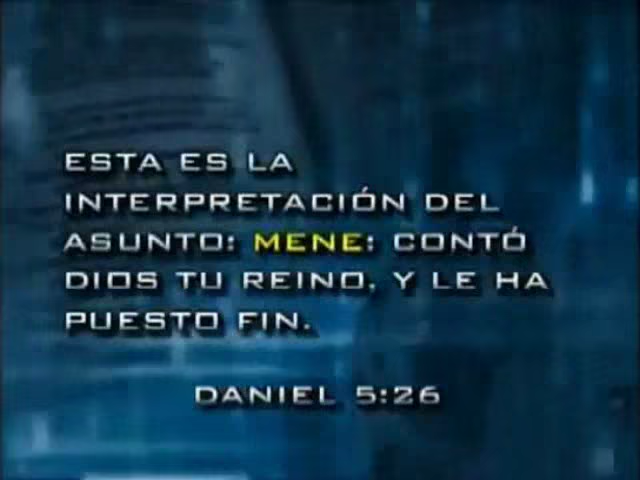 ESTA ES LA
INTERPRETACIÓN DEL
ASUNTO: MENE: CONTÓ
DIOS TU REINO, Y LE HA
PUESTO FIN.
DANIEL 5:26